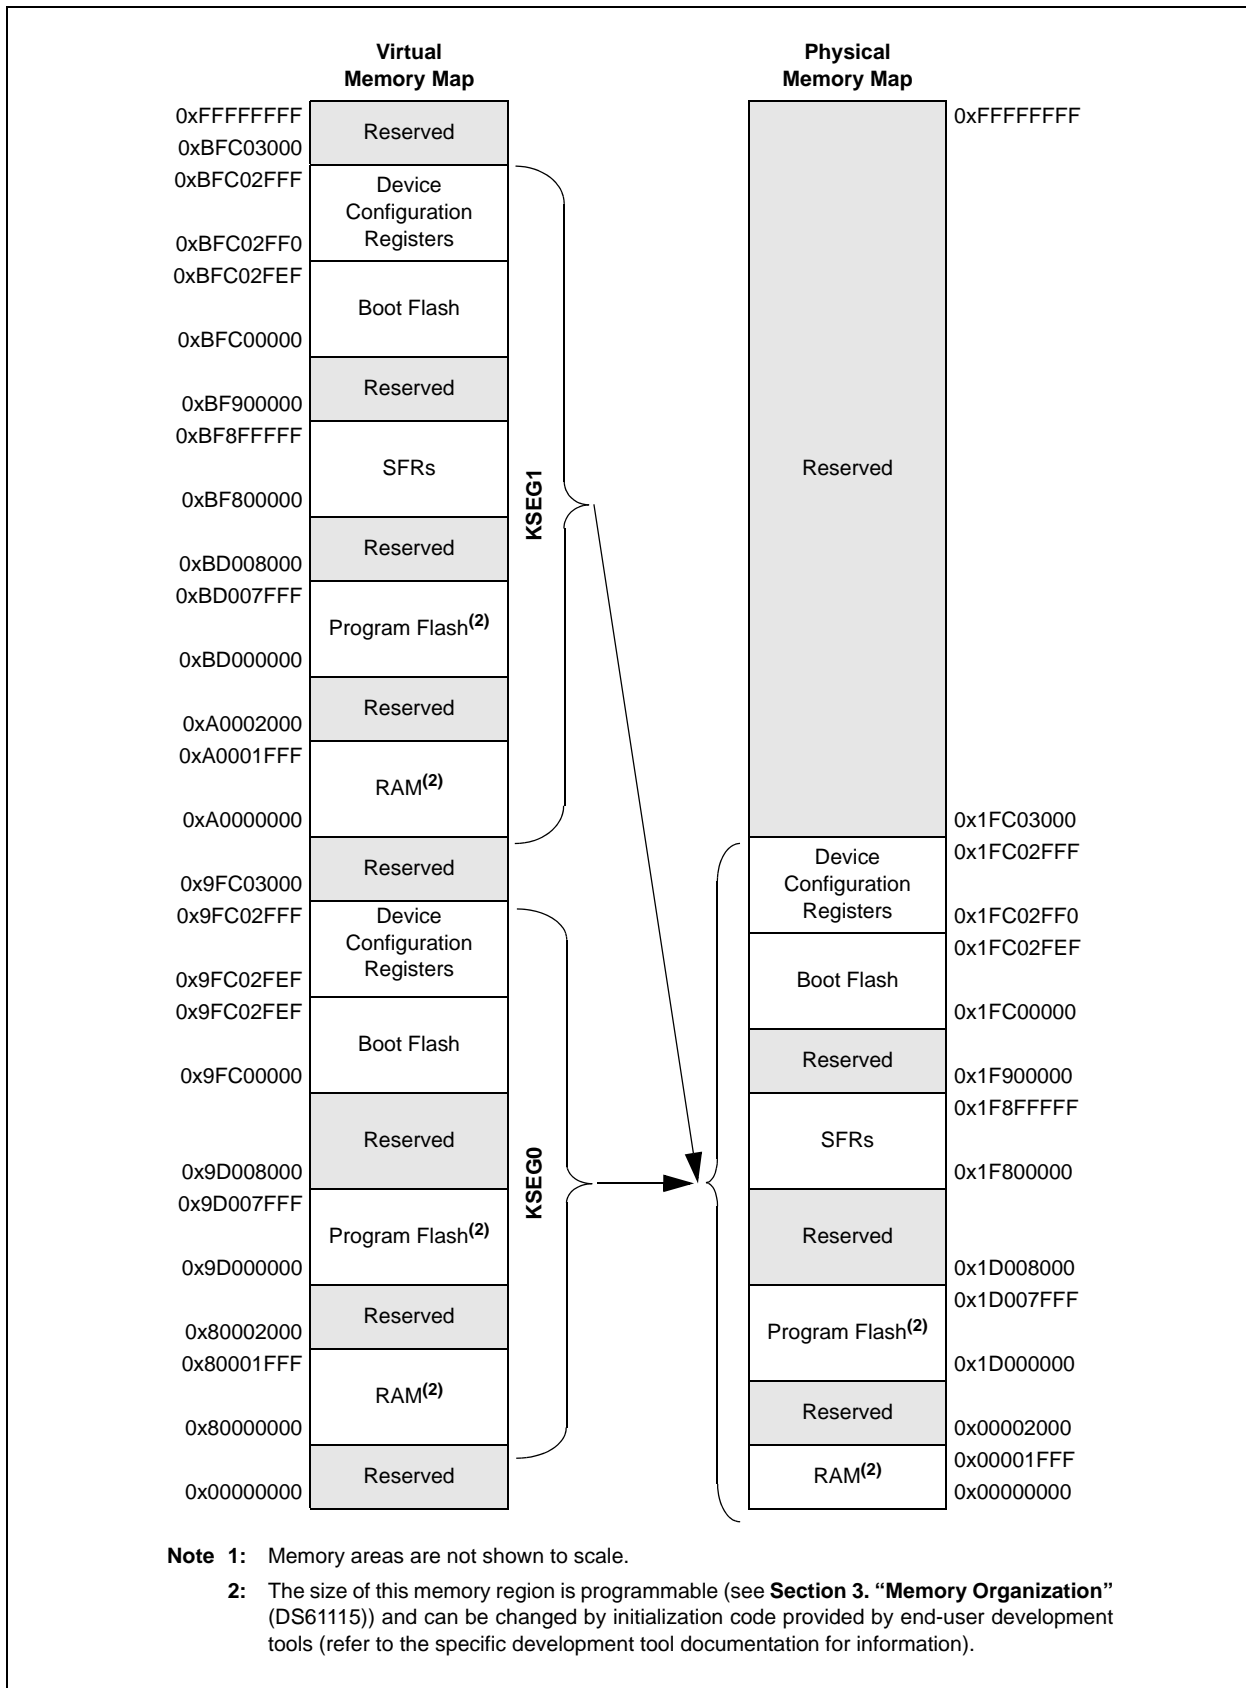 Virtual
Memory Map
0xFFFFFFFF
Reserved
0xBFC03000
0xBFC02FFF
Device
Configuration
Registers
0xBFC02FF0
0xBFC02FEF
Boot Flash
0xBFC00000
Reserved
0xBF900000
0xBF8FFFFF
SFRs
0xBF800000
Reserved
0xBD008000
0xBD007FFF
Program Flash(2)
0xBD000000
Reserved
0xA0002000
0xA0001FFF
RAM(2)
0xA0000000
Reserved
0x9FC03000
0x9FC02FFF
Device
Configuration
Registers
0x9FC02FEF
0x9FC02FEF
Boot Flash
0x9FC00000
Reserved
0x9D008000
0x9D007FFF
Program Flash(2)
0x9D000000
Reserved
0x80002000
0x80001FFF
RAM(2)
0x80000000
Reserved
0x00000000
KSEG1
KSEG0
Physical
Memory Map
0xFFFFFFFF
Reserved
0x1FC03000
0x1FC02FFF
Device
Configuration
Registers
0x1FC02FF0
0x1FC02FEF
Boot Flash
0x1FC00000
Reserved
0x1F900000
0x1F8FFFFF
SFRs
0x1F800000
Reserved
0x1D008000
0x1D007FFF
Program Flash(2)
0x1D000000
Reserved
0x00002000
0x00001FFF
RAM(2)
0x00000000
Note 1: Memory areas are not shown to scale.
2: The size of this memory region is programmable (see Section 3. “Memory Organization”
(DS61115)) and can be changed by initialization code provided by end-user development
tools (refer to the specific development tool documentation for information).